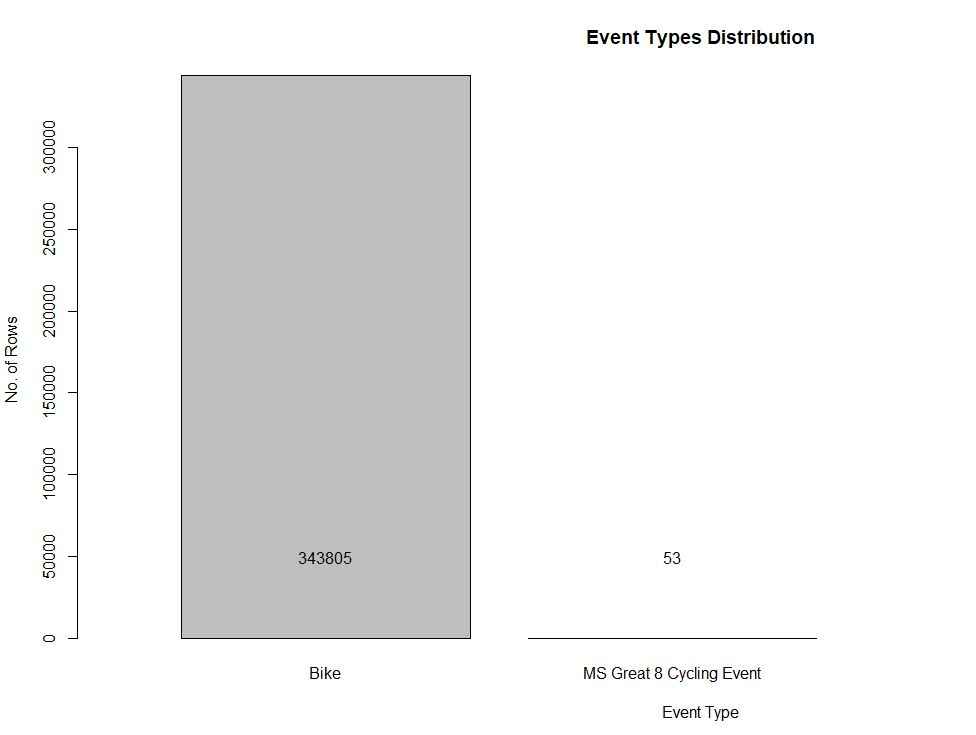 Event Types Distribution
No. of Rows
300000
250000
200000
150000
100000
50000
0
343805
53
Bike
MS Great 8 Cycling Event
Event Type